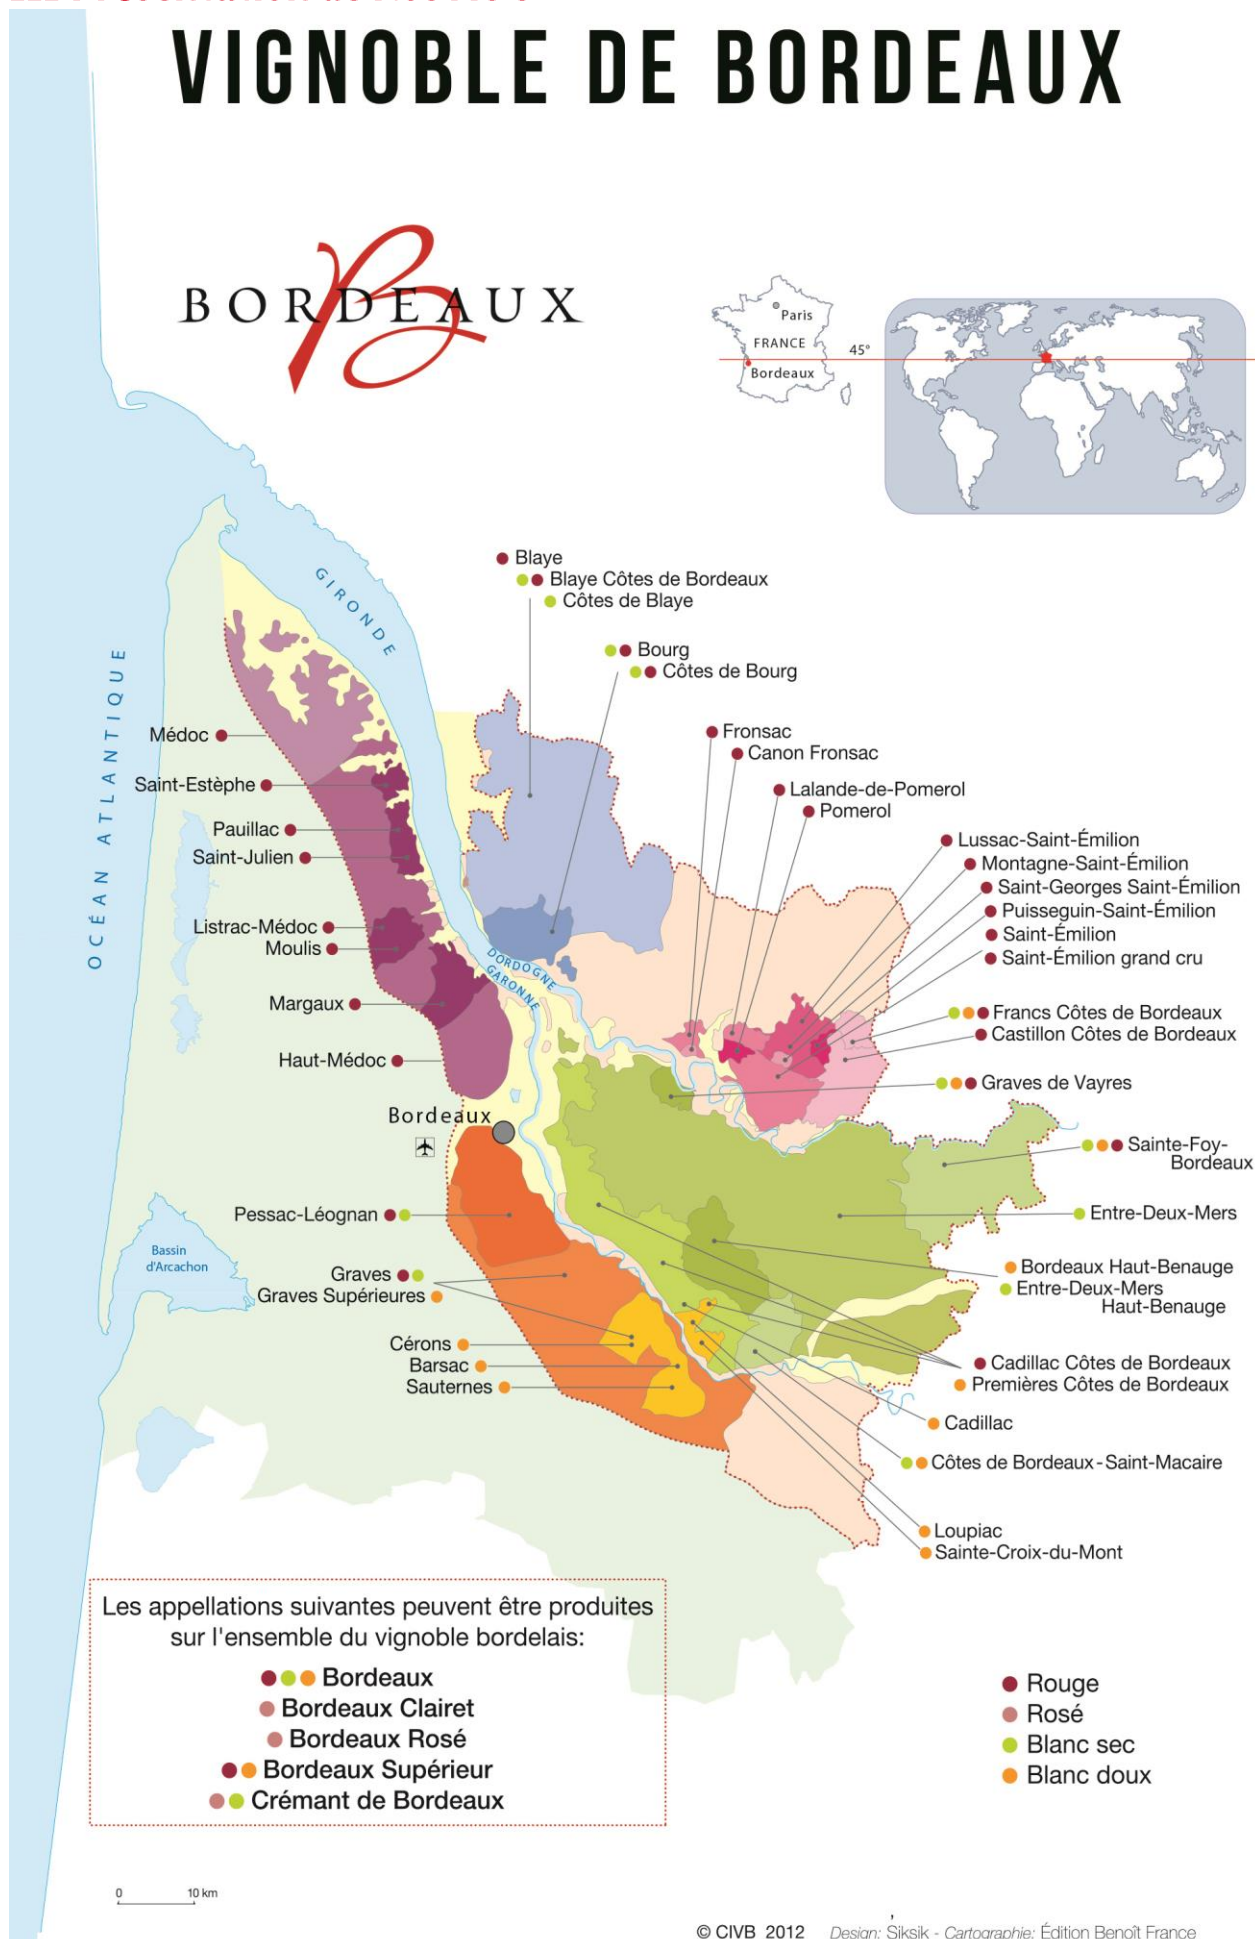 VIGNOBLE DE BORDEAUX
BORDEAUX
Paris
FRANCE
45°
Bordeaux
Blaye
Blaye Côtes de Bordeaux
Côtes de Blaye
GIRONDE
Bourg
Côtes de Bourg
OCÉAN ATLANTIQUE
Médoc
Saint-Estèphe
Pauillac
Saint-Julien
Listrac-Médoc
Moulis
Margaux
Haut-Médoc
Fronsac
Canon Fronsac
Lalande-de-Pomerol
Pomerol
Lussac-Saint-Émilion
Montagne-Saint-Émilion
Saint-Georges Saint-Émilion
Puisseguin-Saint-Émilion
Saint-Émilion
Saint-Émilion grand cru
DORDOGNE
GARONNE
Francs Côtes de Bordeaux
Castillon Côtes de Bordeaux
Graves de Vayres
Bordeaux
Sainte-Foy-
Bordeaux
Entre-Deux-Mers
Pessac-Léognan
Bassin
d'Arcachon
Graves
Graves Supérieures
Cérons
Barsac
Sauternes
Bordeaux Haut-Benauge
Entre-Deux-Mers
Haut-Benauge
Cadillac Côtes de Bordeaux
Premières Côtes de Bordeaux
Cadillac
Côtes de Bordeaux-Saint-Macaire
Loupiac
Sainte-Croix-du-Mont
Les appellations suivantes peuvent être produites
sur l'ensemble du vignoble bordelais:
Bordeaux
Bordeaux Clairet
Bordeaux Rosé
Bordeaux Supérieur
Crémant de Bordeaux
Rouge
Rosé
Blanc sec
Blanc doux
0 10 km
© CIVB 2012 Design: Siksik - Cartographie: Édition Benoît France